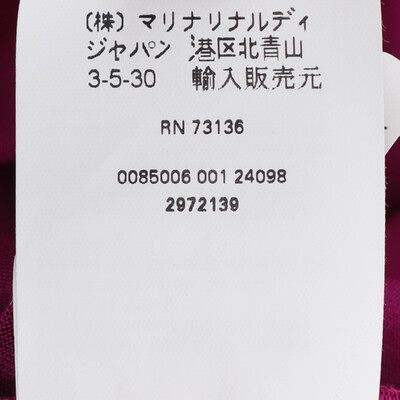 (株) マリナリナルディ
ジャパン 港区北青山
3-5-30 輸入販売元
RN 73136
0085006 001 24098
2972139